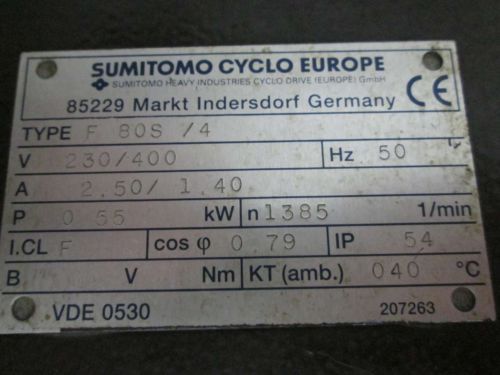 SUMITOMO CYCLO EUROPE
SUMITOMO HEAVY INDUSTRIES CYCLO DRIVE (EUROPE) GmbH
85229 Markt Indersdorf Germany CE
TYPE F 80S /4
V 230/400 Hz 50
A 2.50/ 1.40
P 0 55 kW n 1385 1/min
I.CL F cos φ 0.79 IP 54
B V Nm KT (amb.) 040 °C
VDE 0530 207263